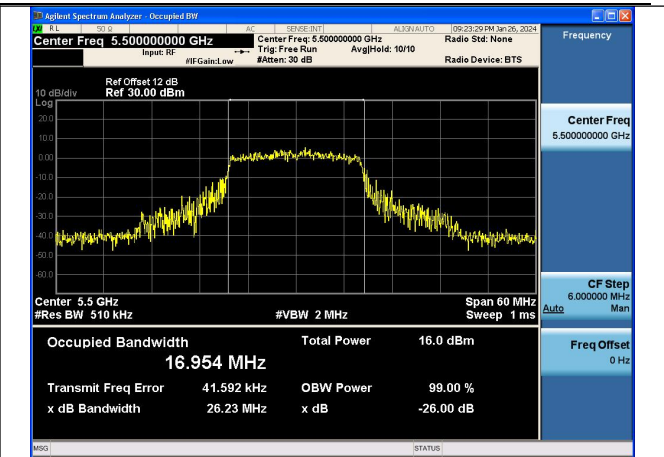 Agilent Spectrum Analyzer - Occupied BW
RL 50 Ω AC SENSE:INT ALIGNAUTO 09:23:29 PM Jan 26, 2024
Center Freq 5.500000000 GHz Center Freq: 5.500000000 GHz Radio Std: None
Input: RF Trig: Free Run Avg|Hold: 10/10
#IFGain:Low #Atten: 30 dB Radio Device: BTS
Frequency
Ref Offset 12 dB
10 dB/div Ref 30.00 dBm
Log
20.0
10.0
0.00
-10.0
-20.0
-30.0
-40.0
-50.0
-60.0
Center Freq
5.500000000 GHz
Center 5.5 GHz Span 60 MHz
#Res BW 510 kHz #VBW 2 MHz Sweep 1 ms
CF Step
6.000000 MHz
Auto Man
Occupied Bandwidth Total Power 16.0 dBm
16.954 MHz
Transmit Freq Error 41.592 kHz OBW Power 99.00 %
x dB Bandwidth 26.23 MHz x dB -26.00 dB
Freq Offset
0 Hz
MSG STATUS